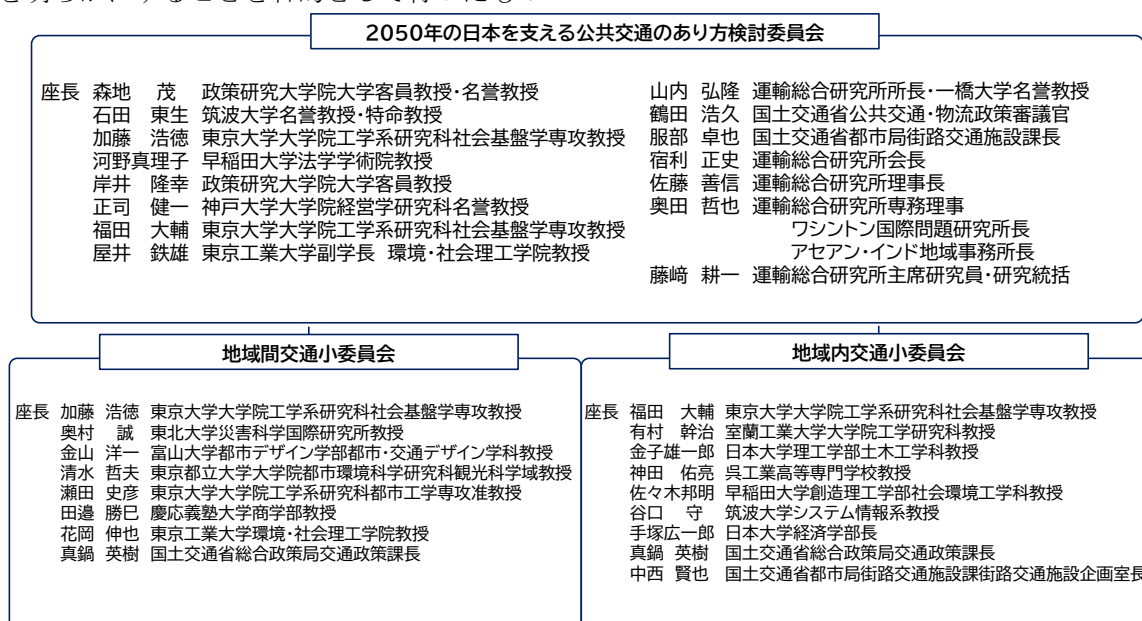 2050年の日本を支える公共交通のあり方検討委員会
座長 森地 茂 政策研究大学院大学客員教授・名誉教授
石田 東生 筑波大学名誉教授・特命教授
加藤 浩徳 東京大学大学院工学系研究科社会基盤学専攻教授
河野真理子 早稲田大学法学学術院教授
岸井 隆幸 政策研究大学院大学客員教授
正司 健一 神戸大学大学院経営学研究科名誉教授
福田 大輔 東京大学大学院工学系研究科社会基盤学専攻教授
屋井 鉄雄 東京工業大学副学長 環境・社会理工学院教授
山内 弘隆 運輸総合研究所所長・一橋大学名誉教授
鶴田 浩久 国土交通省公共交通・物流政策審議官
服部 卓也 国土交通省都市局街路交通施設課長
宿利 正史 運輸総合研究所会長
佐藤 善信 運輸総合研究所理事長
奥田 哲也 運輸総合研究所専務理事
ワシントン国際問題研究所長
アセアン・インド地域事務所長
藤﨑 耕一 運輸総合研究所主席研究員・研究統括
地域間交通小委員会
座長 加藤 浩徳 東京大学大学院工学系研究科社会基盤学専攻教授
奥村 誠 東北大学災害科学国際研究所教授
金山 洋一 富山大学都市デザイン学部都市・交通デザイン学科教授
清水 哲夫 東京都立大学大学院都市環境科学研究科観光科学域教授
瀬田 史彦 東京大学大学院工学系研究科都市工学専攻准教授
田邉 勝巳 慶応義塾大学商学部教授
花岡 伸也 東京工業大学環境・社会理工学院教授
真鍋 英樹 国土交通省総合政策局交通政策課長
地域内交通小委員会
座長 福田 大輔 東京大学大学院工学系研究科社会基盤学専攻教授
有村 幹治 室蘭工業大学大学院工学研究科教授
金子雄一郎 日本大学理工学部土木工学科教授
神田 佑亮 呉工業高等専門学校教授
佐々木邦明 早稲田大学創造理工学部社会環境工学科教授
谷口 守 筑波大学システム情報系教授
手塚広一郎 日本大学経済学部長
真鍋 英樹 国土交通省総合政策局交通政策課長
中西 賢也 国土交通省都市局街路交通施設課街路交通施設企画室長